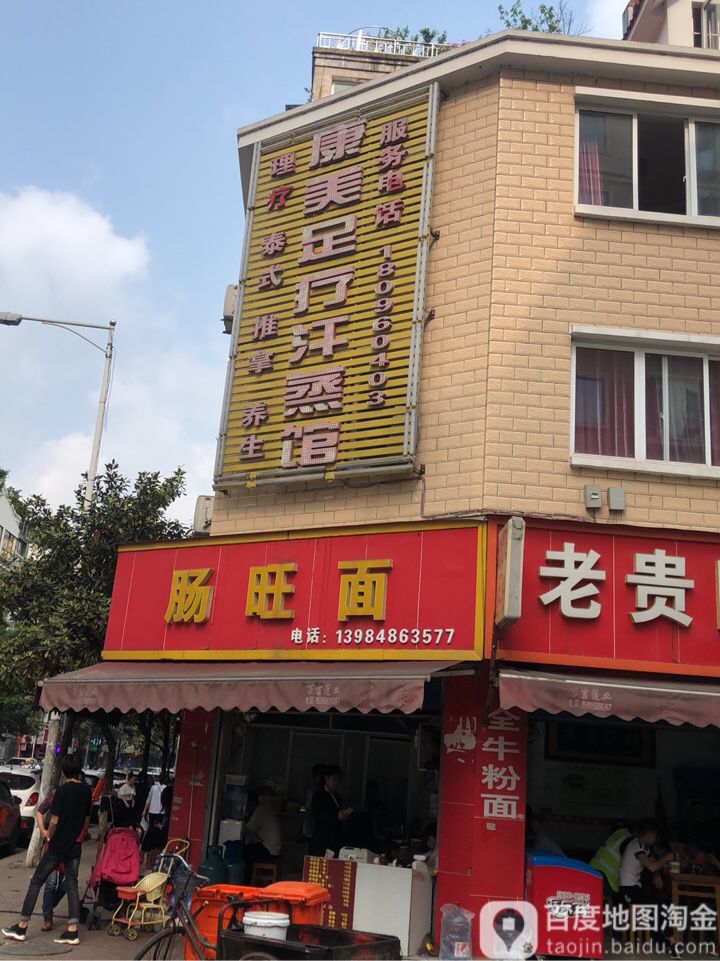 服务电话 180960403
康美足疗汗蒸馆
理疗 泰式 推拿 养生
肠旺面
电话: 13984863577
老贵
全牛粉面
百度地图淘金
taojin.baidu.com